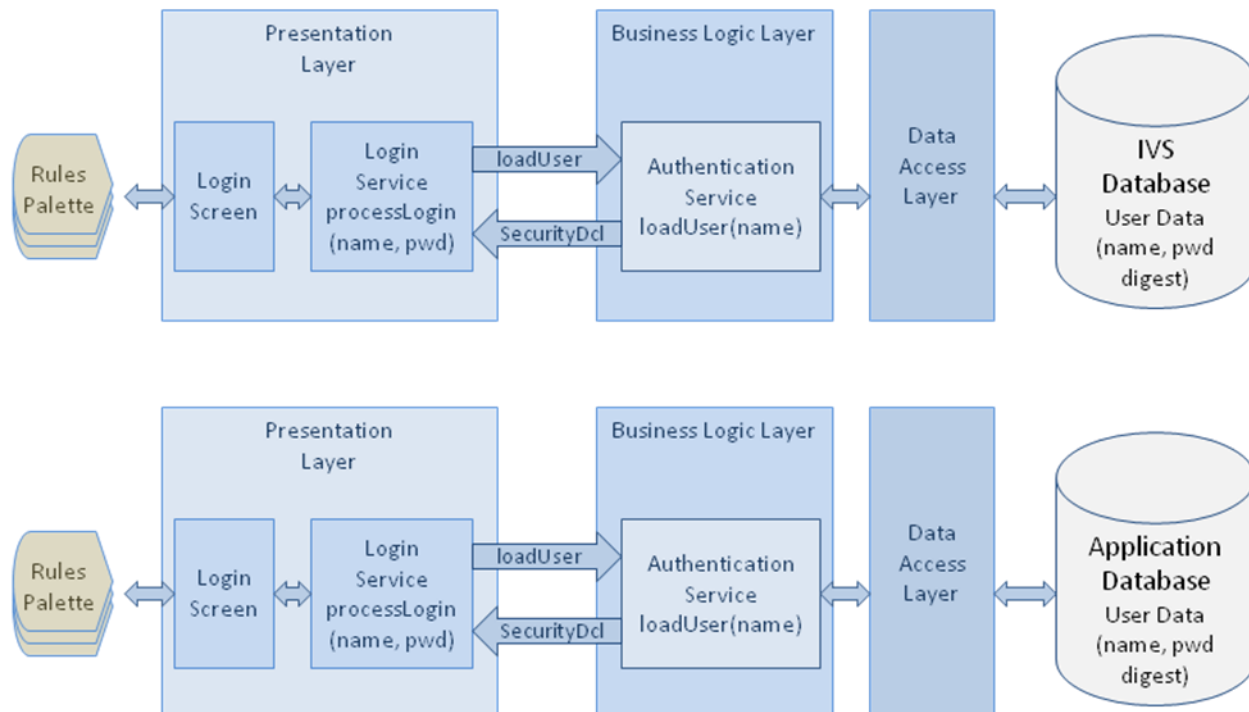 Presentation
Layer
Business Logic Layer
Rules
Palette
Login
Screen
Login
Service
processLogin
(name, pwd)
loadUser
SecurityDcl
Authentication
Service
loadUser(name)
Data
Access
Layer
IVS
Database
User Data
(name, pwd
digest)
Presentation
Layer
Business Logic Layer
Rules
Palette
Login
Screen
Login
Service
processLogin
(name, pwd)
loadUser
SecurityDcl
Authentication
Service
loadUser(name)
Data
Access
Layer
Application
Database
User Data
(name, pwd
digest)